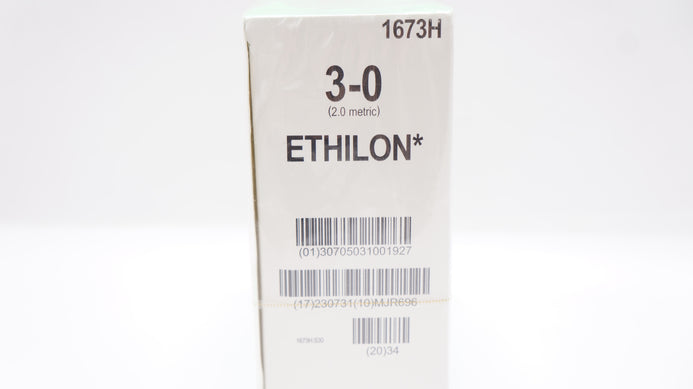 1673H
3-0
(2.0 metric)
ETHILON*
(01)30705031001927
(17)230731(10)MJR696
(20)34